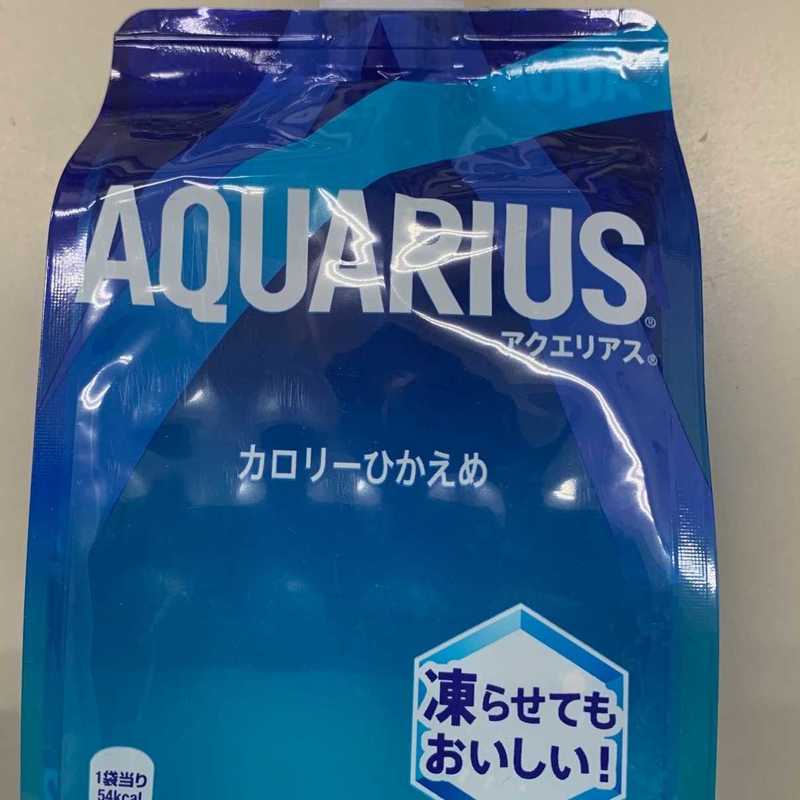 AQUARIUS®
アクエリアス®
カロリーひかえめ
凍らせても
おいしい!
1袋当り
54kcal